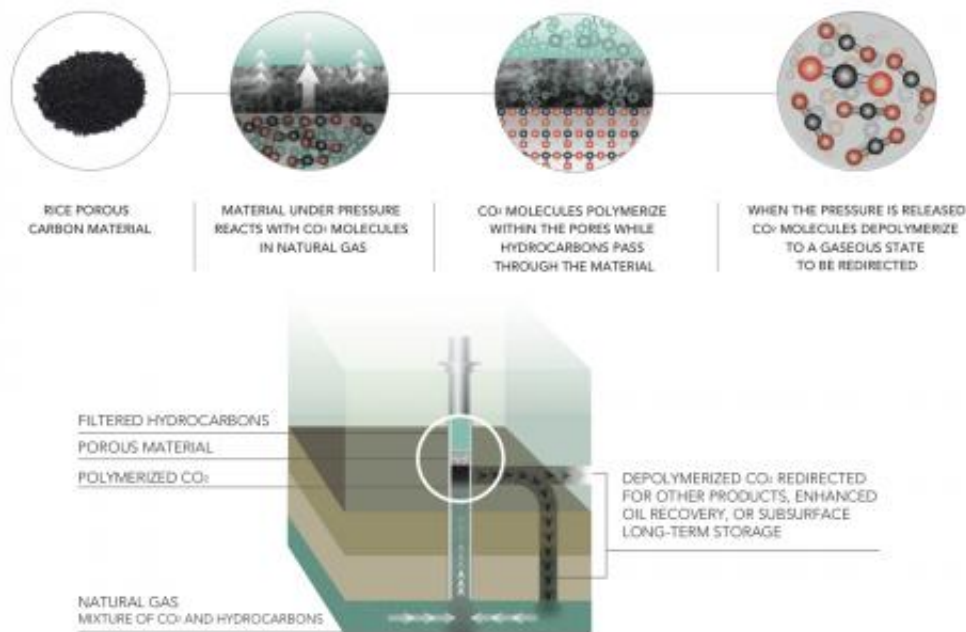 RICE POROUS
CARBON MATERIAL
MATERIAL UNDER PRESSURE
REACTS WITH CO₂ MOLECULES
IN NATURAL GAS
CO₂ MOLECULES POLYMERIZE
WITHIN THE PORES WHILE
HYDROCARBONS PASS
THROUGH THE MATERIAL
WHEN THE PRESSURE IS RELEASED
CO₂ MOLECULES DEPOLYMERIZE
TO A GASEOUS STATE
TO BE REDIRECTED
FILTERED HYDROCARBONS
POROUS MATERIAL
POLYMERIZED CO₂
DEPOLYMERIZED CO₂ REDIRECTED
FOR OTHER PRODUCTS, ENHANCED
OIL RECOVERY, OR SUBSURFACE
LONG-TERM STORAGE
NATURAL GAS
MIXTURE OF CO₂ AND HYDROCARBONS